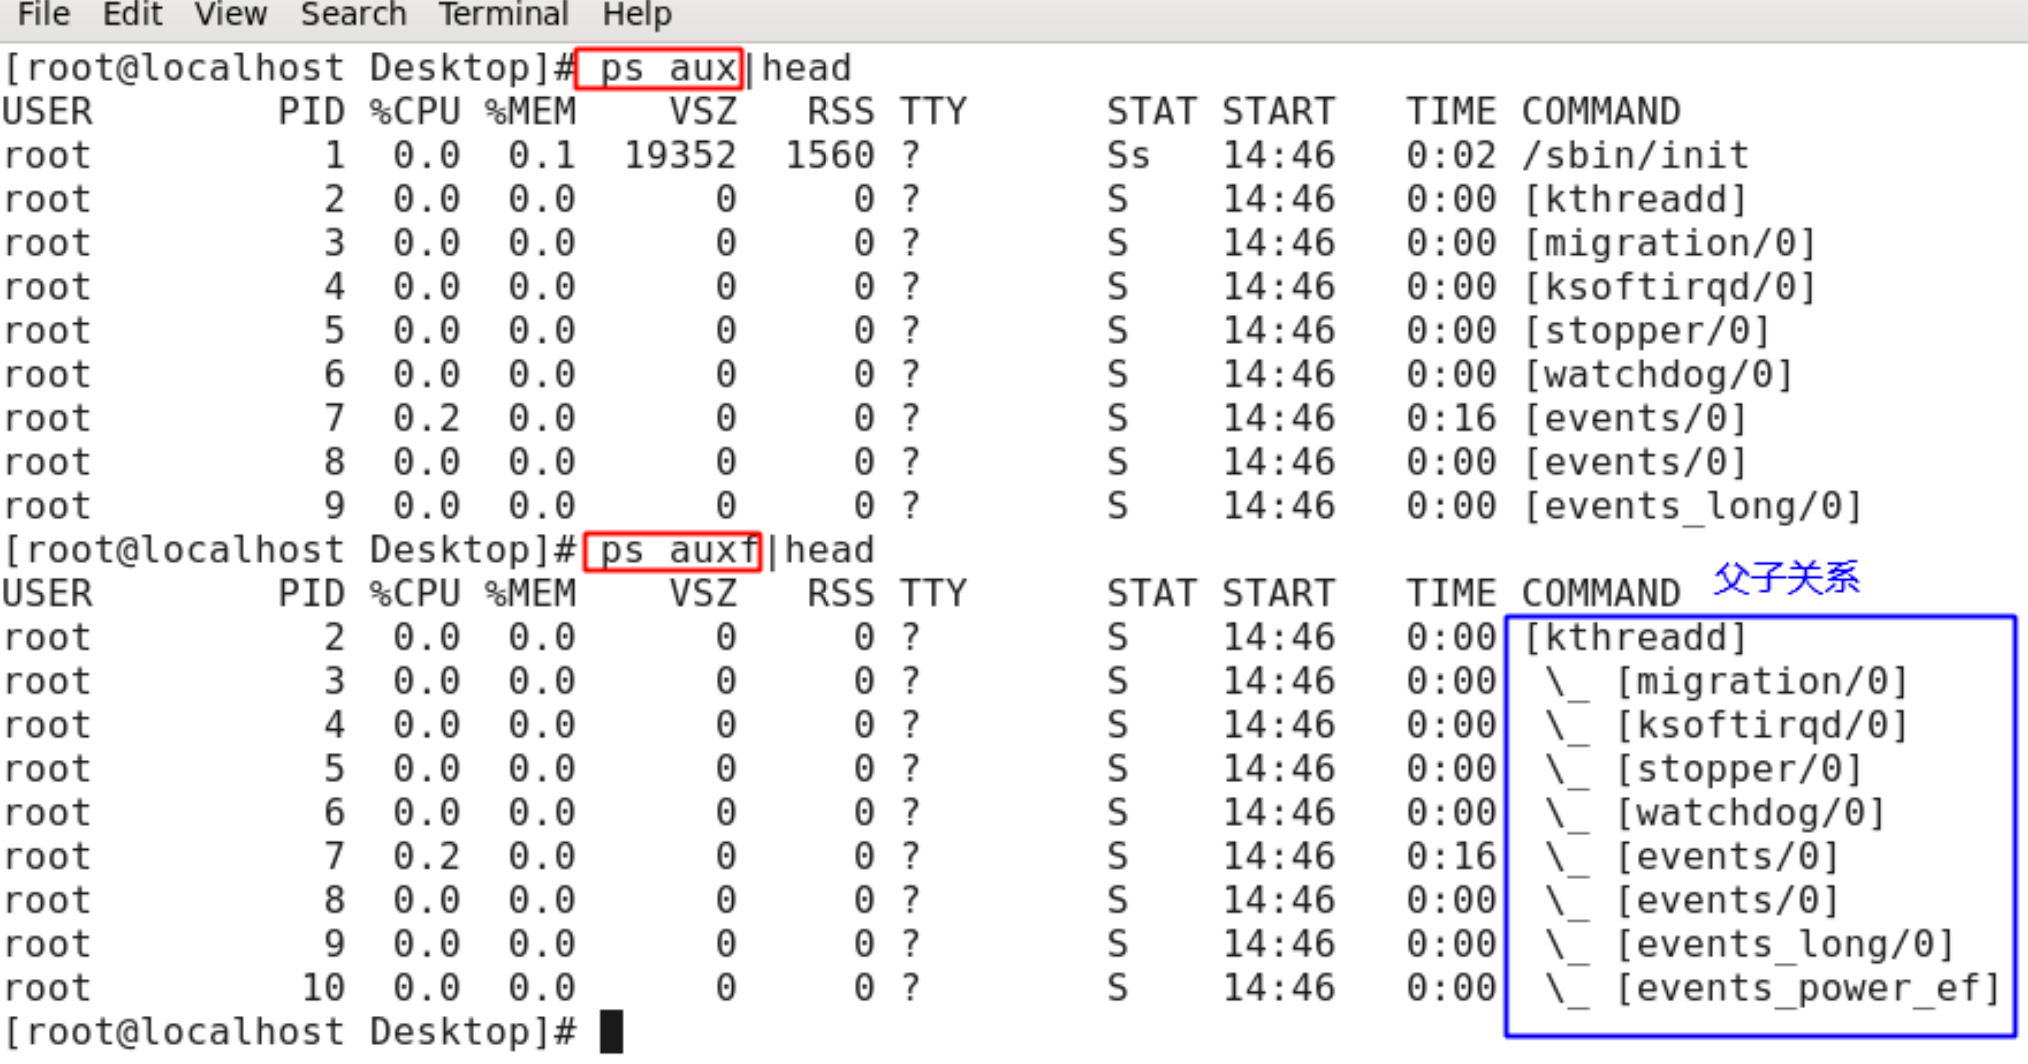 File Edit View Search Terminal Help
[root@localhost Desktop]# ps aux|head
USER PID %CPU %MEM VSZ RSS TTY STAT START TIME COMMAND
root 1 0.0 0.1 19352 1560 ? Ss 14:46 0:02 /sbin/init
root 2 0.0 0.0 0 0 ? S 14:46 0:00 [kthreadd]
root 3 0.0 0.0 0 0 ? S 14:46 0:00 [migration/0]
root 4 0.0 0.0 0 0 ? S 14:46 0:00 [ksoftirqd/0]
root 5 0.0 0.0 0 0 ? S 14:46 0:00 [stopper/0]
root 6 0.0 0.0 0 0 ? S 14:46 0:00 [watchdog/0]
root 7 0.2 0.0 0 0 ? S 14:46 0:16 [events/0]
root 8 0.0 0.0 0 0 ? S 14:46 0:00 [events/0]
root 9 0.0 0.0 0 0 ? S 14:46 0:00 [events_long/0]
[root@localhost Desktop]# ps auxf|head
父子关系
USER PID %CPU %MEM VSZ RSS TTY STAT START TIME COMMAND
root 2 0.0 0.0 0 0 ? S 14:46 0:00 [kthreadd]
root 3 0.0 0.0 0 0 ? S 14:46 0:00 \_ [migration/0]
root 4 0.0 0.0 0 0 ? S 14:46 0:00 \_ [ksoftirqd/0]
root 5 0.0 0.0 0 0 ? S 14:46 0:00 \_ [stopper/0]
root 6 0.0 0.0 0 0 ? S 14:46 0:00 \_ [watchdog/0]
root 7 0.2 0.0 0 0 ? S 14:46 0:16 \_ [events/0]
root 8 0.0 0.0 0 0 ? S 14:46 0:00 \_ [events/0]
root 9 0.0 0.0 0 0 ? S 14:46 0:00 \_ [events_long/0]
root 10 0.0 0.0 0 0 ? S 14:46 0:00 \_ [events_power_ef]
[root@localhost Desktop]#